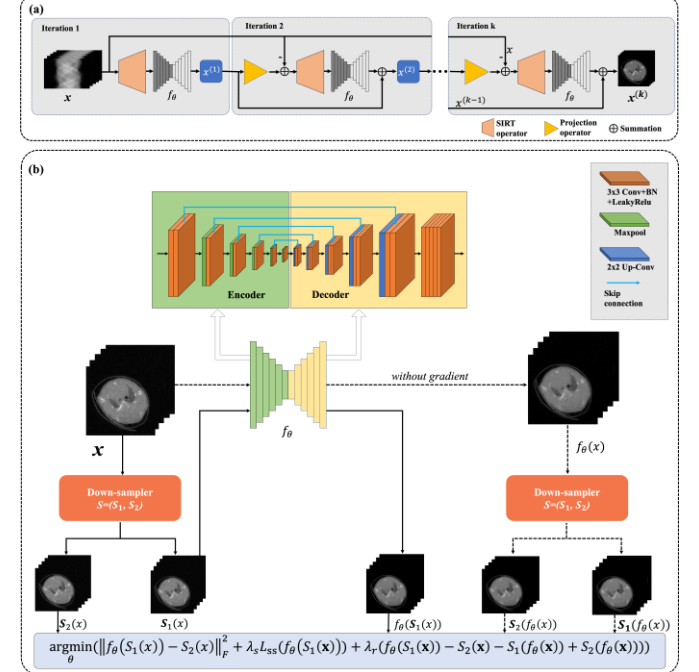 (a)
Iteration 1
Iteration 2
Iteration k
x
f_θ
x^(1)
-
f_θ
x^(2)
-
x
f_θ
x^(k-1)
x^(k)
SIRT operator
Projection operator
Summation
(b)
3x3 Conv+BN
+LeakyRelu
Maxpool
2x2 Up-Conv
Skip
connection
Encoder
Decoder
without gradient
f_θ
x
f_θ(x)
Down-sampler
S=(S_1, S_2)
Down-sampler
S=(S_1, S_2)
S_2(x)
S_1(x)
f_θ(S_1(x))
S_2(f_θ(x))
S_1(f_θ(x))
argmin_θ(‖f_θ(S_1(x)) − S_2(x)‖_F^2 + λ_s L_ss(f_θ(S_1(x))) + λ_r(f_θ(S_1(x)) − S_2(x) − S_1(f_θ(x)) + S_2(f_θ(x))))